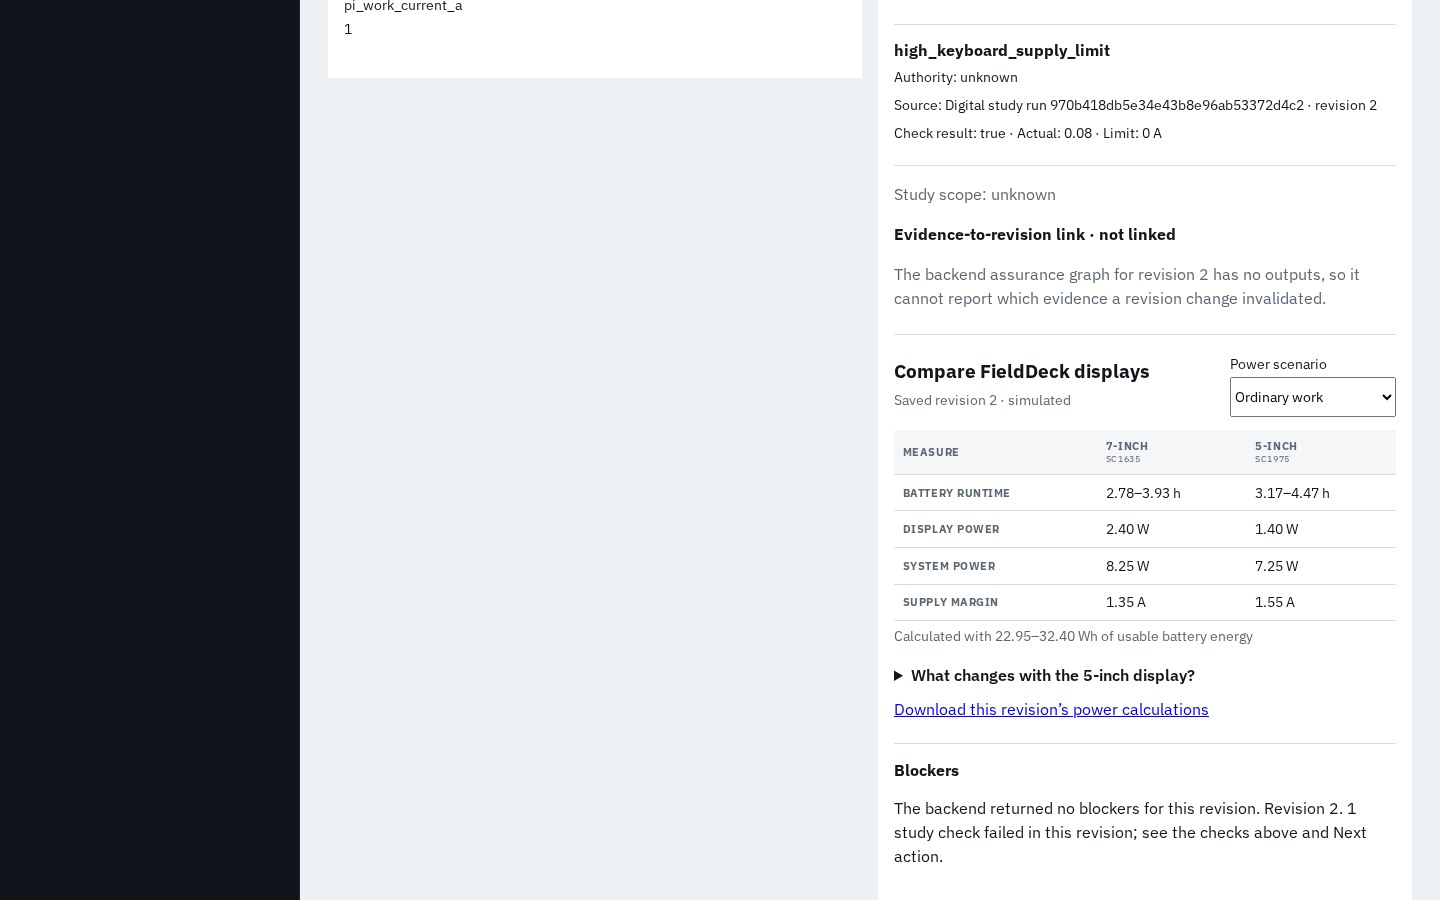 pi_work_current_a
1
high_keyboard_supply_limit
Authority: unknown
Source: Digital study run 970b418db5e34e43b8e96ab53372d4c2 · revision 2
Check result: true · Actual: 0.08 · Limit: 0 A
Study scope: unknown
Evidence-to-revision link · not linked
The backend assurance graph for revision 2 has no outputs, so it
cannot report which evidence a revision change invalidated.
Compare FieldDeck displays
Saved revision 2 · simulated
Power scenario
Ordinary work
MEASURE 7-INCH 5-INCH
SC1635 SC1975
BATTERY RUNTIME 2.78–3.93 h 3.17–4.47 h
DISPLAY POWER 2.40 W 1.40 W
SYSTEM POWER 8.25 W 7.25 W
SUPPLY MARGIN 1.35 A 1.55 A
Calculated with 22.95–32.40 Wh of usable battery energy
What changes with the 5-inch display?
Download this revision’s power calculations
Blockers
The backend returned no blockers for this revision. Revision 2. 1
study check failed in this revision; see the checks above and Next
action.